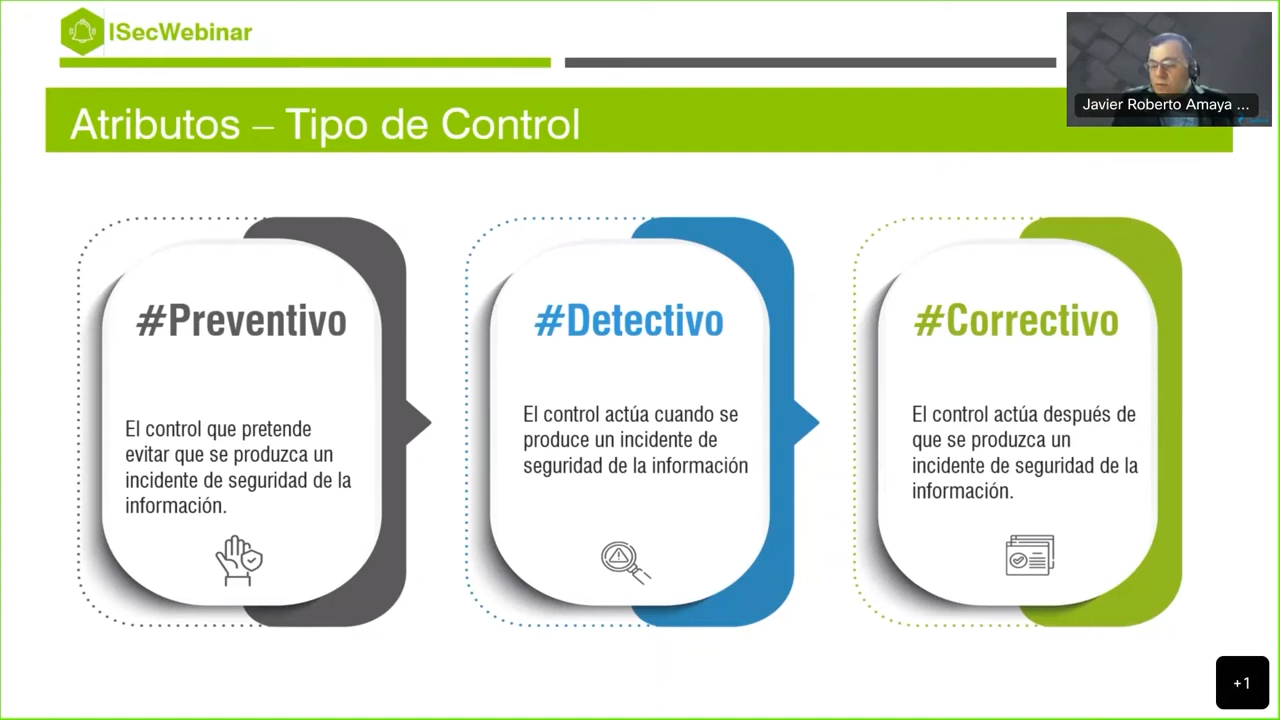 ISecWebinar
Javier Roberto Amaya ...
Atributos – Tipo de Control
#Preventivo
El control que pretende
evitar que se produzca un
incidente de seguridad de la
información.
#Detectivo
El control actúa cuando se
produce un incidente de
seguridad de la información
#Correctivo
El control actúa después de
que se produzca un
incidente de seguridad de la
información.
+1